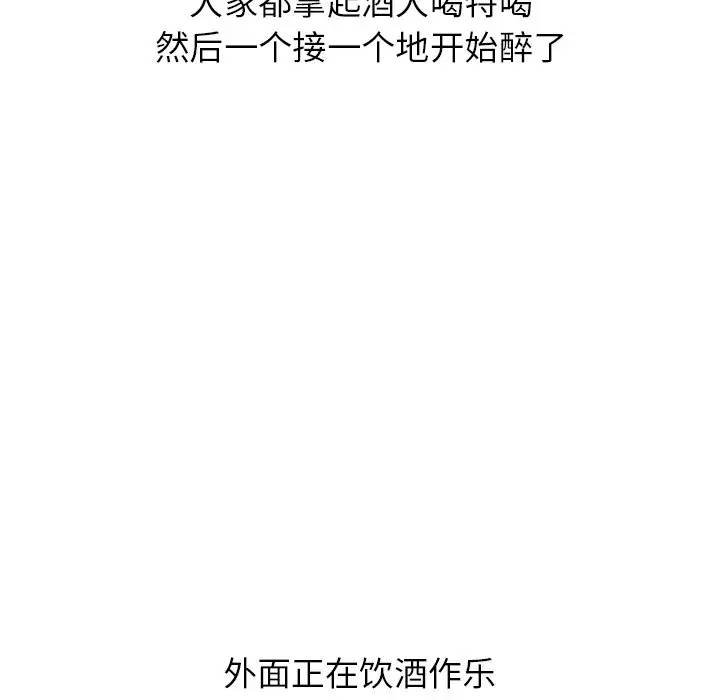 大家都拿起酒大喝特喝
然后一个接一个地开始醉了
外面正在饮酒作乐